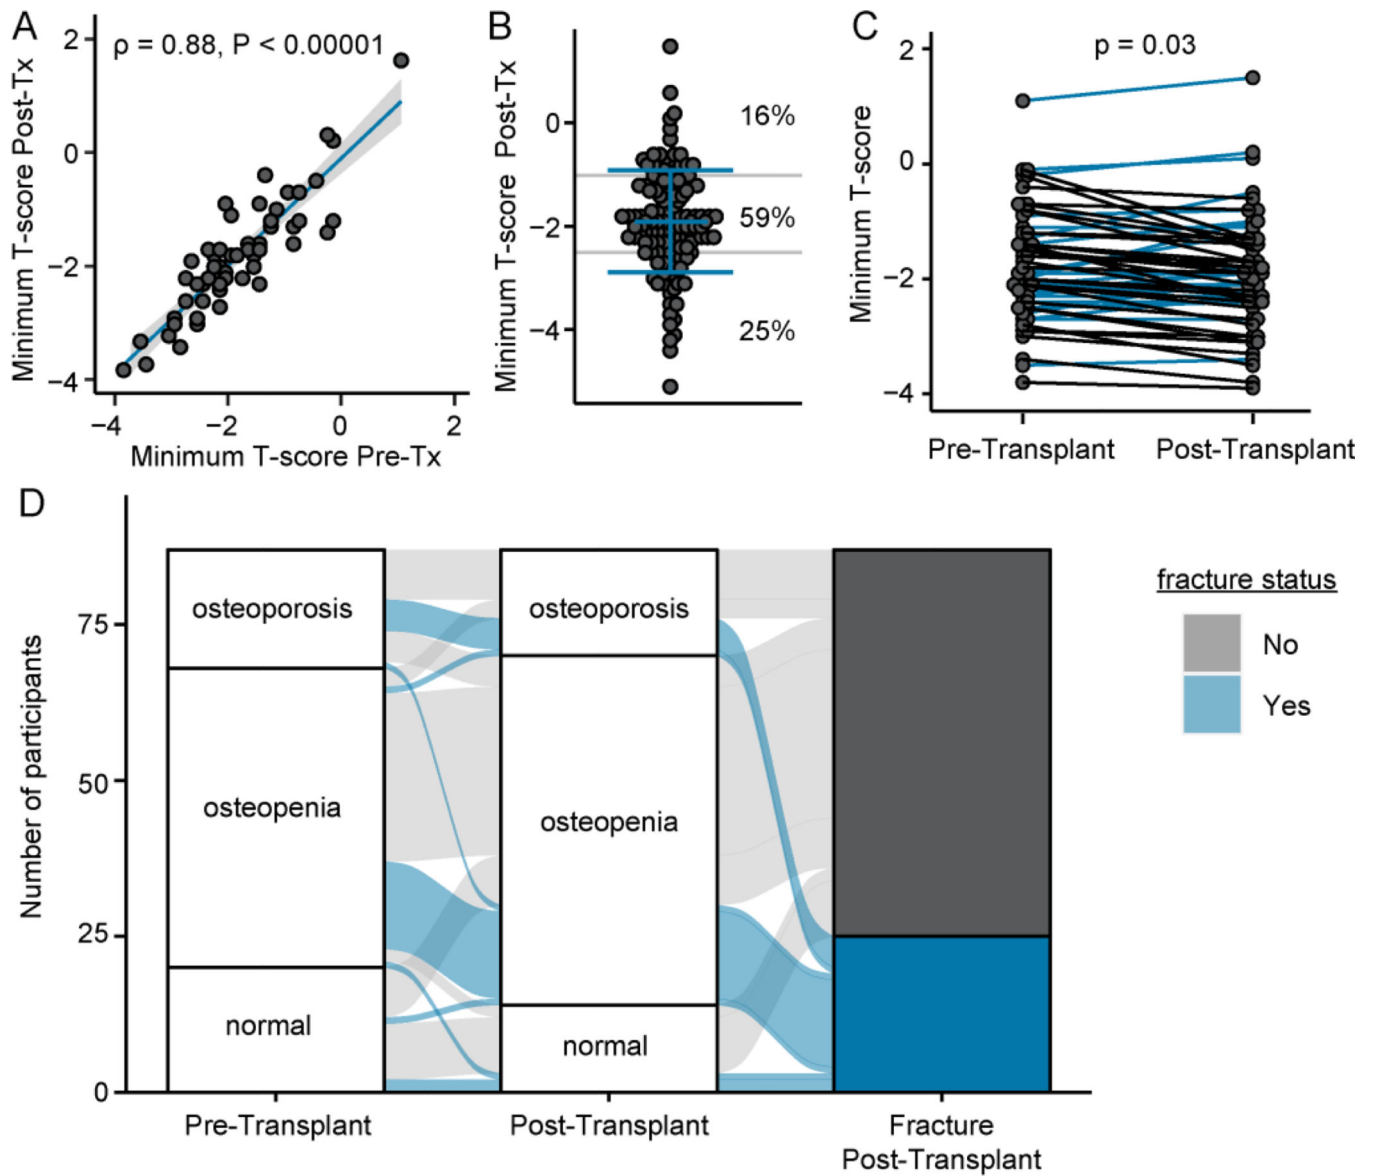 A
ρ = 0.88, P < 0.00001
Minimum T-score Post-Tx
2
0
−2
−4
−4
−2
0
2
Minimum T-score Pre-Tx
B
Minimum T-score Post-Tx
0
−2
−4
16%
59%
25%
C
p = 0.03
Minimum T-score
2
0
−2
−4
Pre-Transplant
Post-Transplant
D
Number of participants
75
50
25
0
osteoporosis
osteopenia
normal
osteoporosis
osteopenia
normal
Pre-Transplant
Post-Transplant
Fracture
Post-Transplant
fracture status
No
Yes